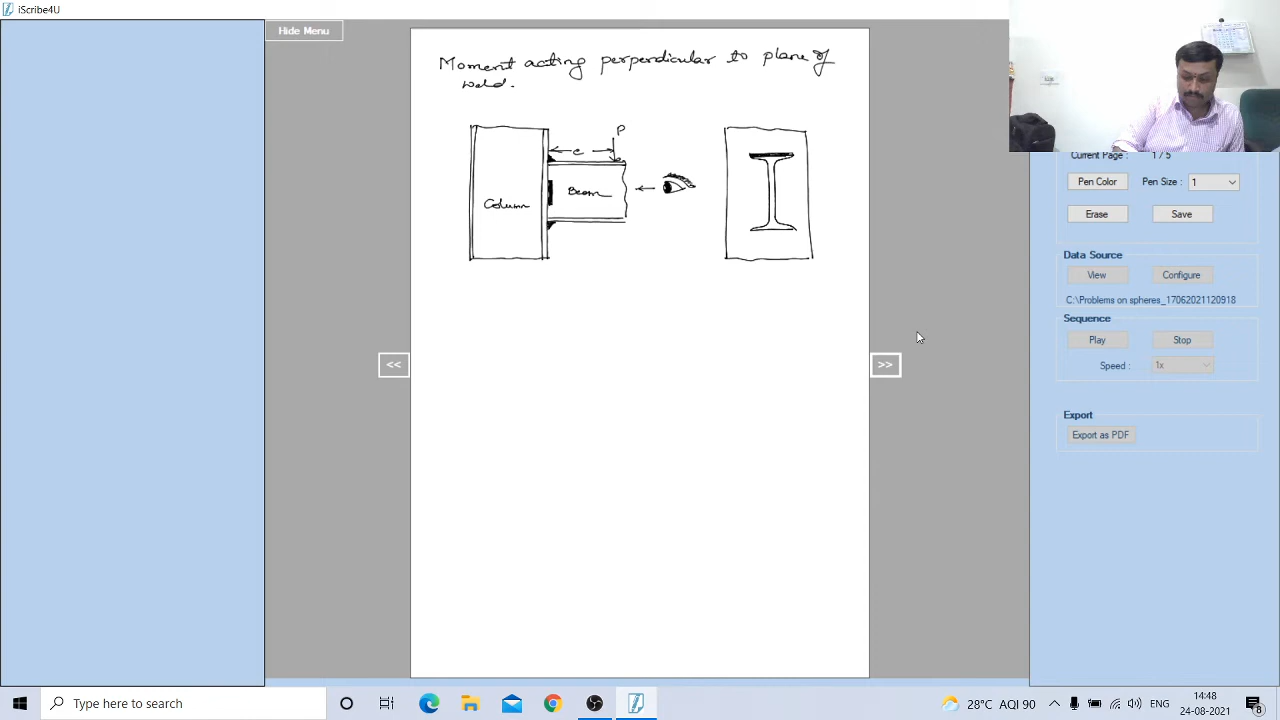 iScribe4U
Hide Menu
Moment acting perpendicular to plane of
weld.
P
e
Beam
Column
<<
>>
Current Page : 1 / 5
Pen Color Pen Size : 1
Erase Save
Data Source
View Configure
C:\Problems on spheres_17062021120918
Sequence
Play Stop
Speed : 1x
Export
Export as PDF
Type here to search
28°C AQI 90
ENG
14:48
24-08-2021
8